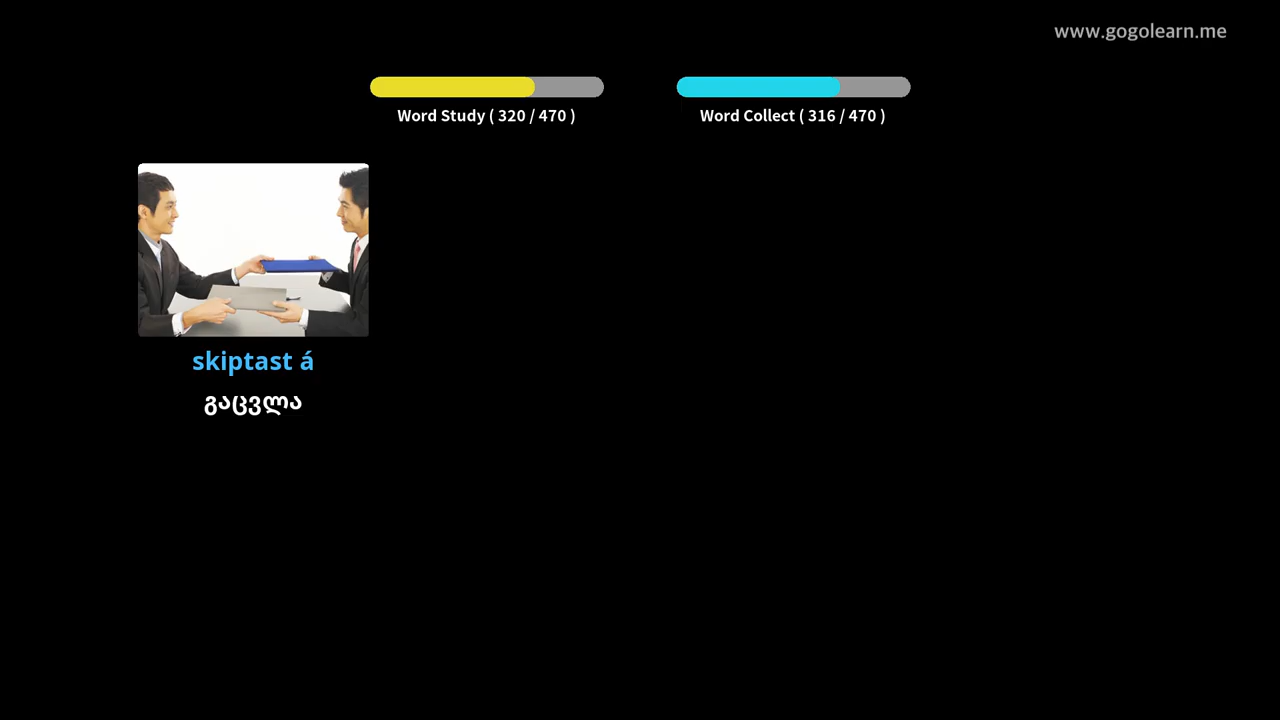 www.gogolearn.me
Word Study ( 320 / 470 )
Word Collect ( 316 / 470 )
skiptast á
გაცვლა